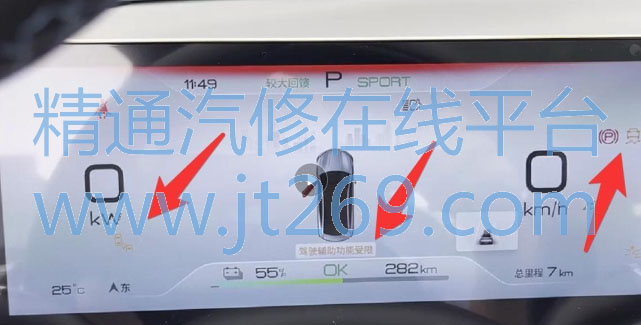 11:49 较大回馈 P SPORT
精通汽修在线平台
0 (P) 0
www.jt269.com
kW km/h
驾驶辅助功能受限
55% OK 282km
25℃ 东 总里程 7km